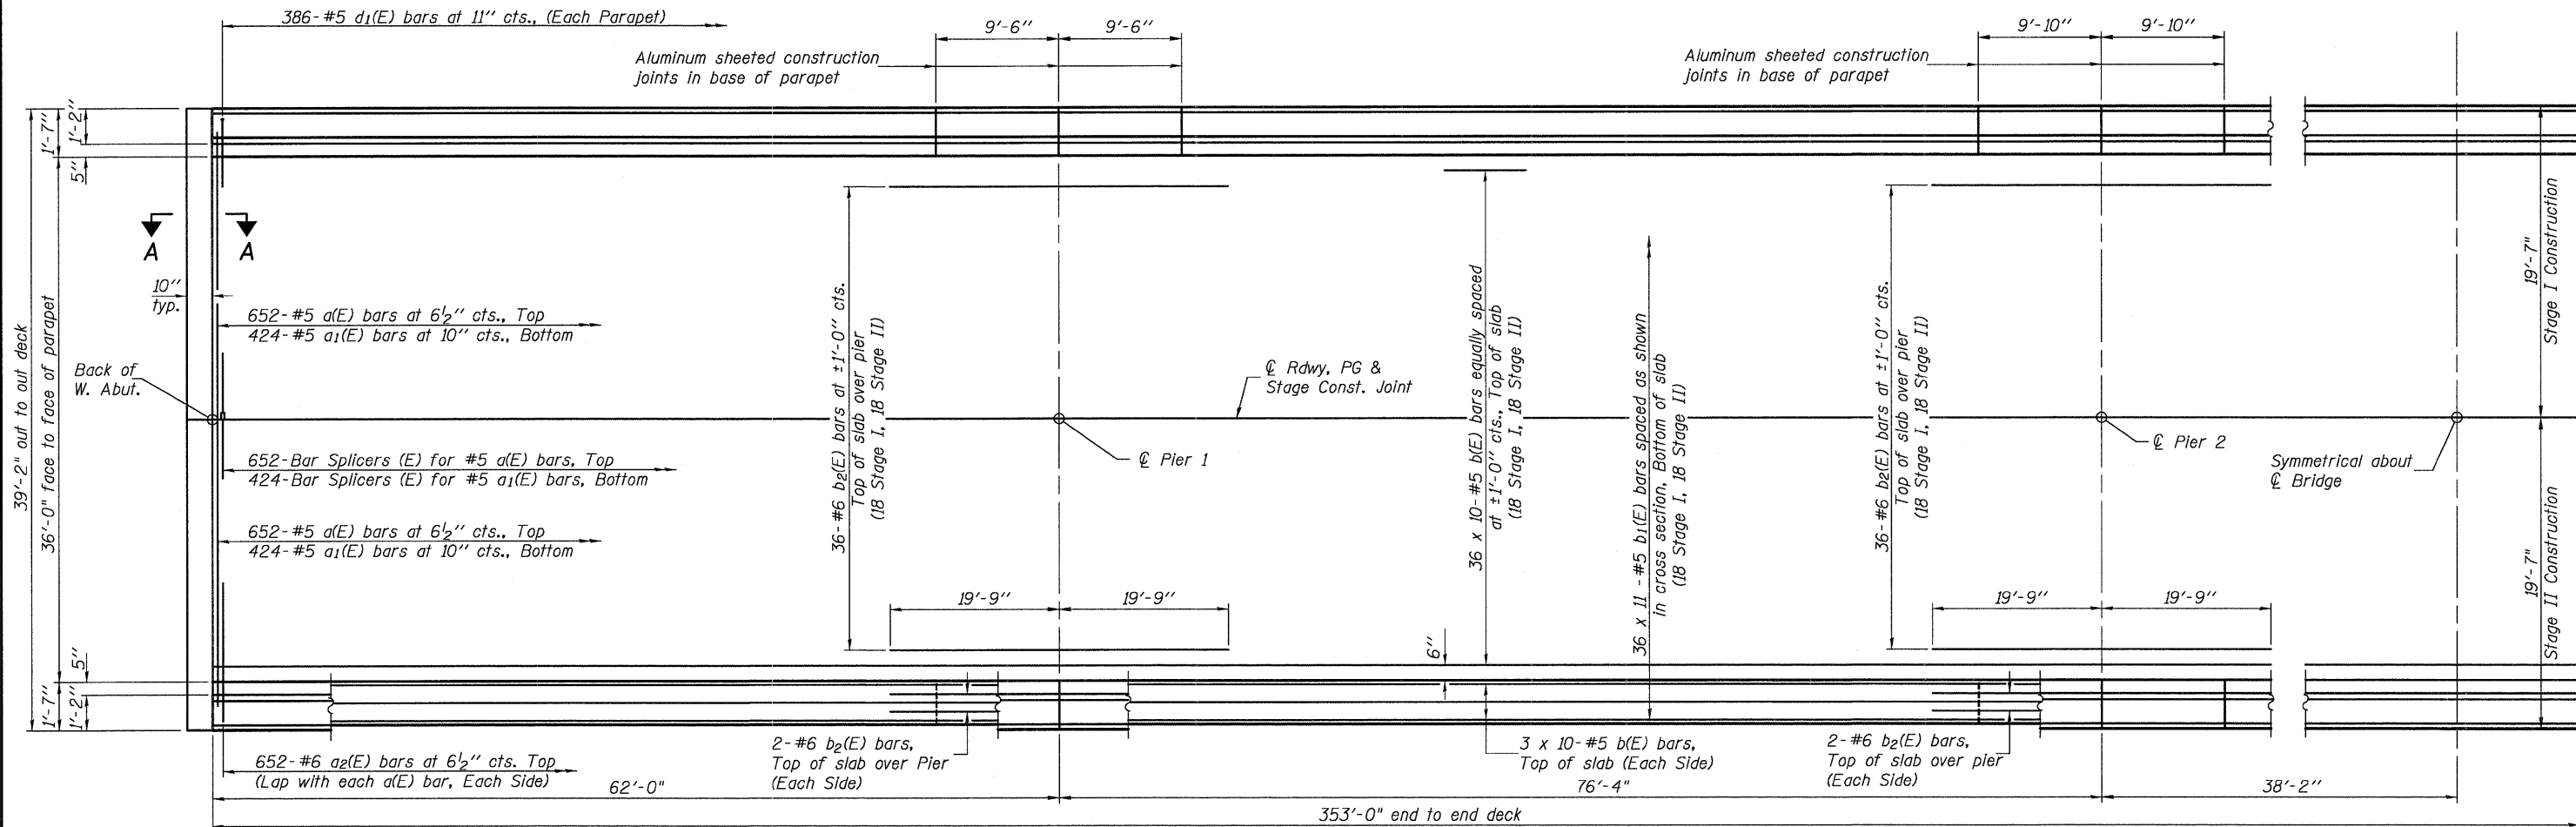 386-#5 d1(E) bars at 11" cts., (Each Parapet)
9'-6"
9'-6"
9'-10"
9'-10"
Aluminum sheeted construction
joints in base of parapet
Aluminum sheeted construction
joints in base of parapet
1'-7"
1'-2"
5"
A
A
10"
typ.
39'-2" out to out deck
36'-0" face to face of parapet
Back of
W. Abut.
652-#5 a(E) bars at 6½" cts., Top
424-#5 a1(E) bars at 10" cts., Bottom
652-Bar Splicers (E) for #5 a(E) bars, Top
424-Bar Splicers (E) for #5 a1(E) bars, Bottom
652-#5 a(E) bars at 6½" cts., Top
424-#5 a1(E) bars at 10" cts., Bottom
36-#6 b2(E) bars at ±1'-0" cts.
Top of slab over pier
(18 Stage I, 18 Stage II)
℄ Rdwy, PG &
Stage Const. Joint
℄ Pier 1
36 x 10-#5 b(E) bars equally spaced
at ±1'-0" cts., Top of slab
(18 Stage I, 18 Stage II)
36 x 11 -#5 b1(E) bars spaced as shown
in cross section, Bottom of slab
(18 Stage I, 18 Stage II)
36-#6 b2(E) bars at ±1'-0" cts.
Top of slab over pier
(18 Stage I, 18 Stage II)
℄ Pier 2
Symmetrical about
℄ Bridge
19'-7"
Stage I Construction
19'-7"
Stage II Construction
19'-9"
19'-9"
19'-9"
19'-9"
6"
5"
1'-7"
1'-2"
652-#6 a2(E) bars at 6½" cts. Top
(Lap with each a(E) bar, Each Side)
2-#6 b2(E) bars,
Top of slab over Pier
(Each Side)
3 x 10-#5 b(E) bars,
Top of slab (Each Side)
2-#6 b2(E) bars,
Top of slab over pier
(Each Side)
62'-0"
76'-4"
38'-2"
353'-0" end to end deck